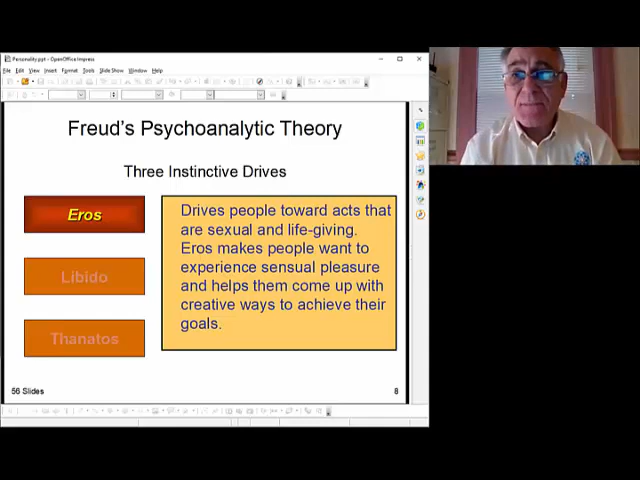 Personality.ppt - OpenOffice Impress
File Edit View Insert Format Tools Slide Show Window Help
Freud's Psychoanalytic Theory
Three Instinctive Drives
Eros
Libido
Thanatos
Drives people toward acts that
are sexual and life-giving.
Eros makes people want to
experience sensual pleasure
and helps them come up with
creative ways to achieve their
goals.
56 Slides
8